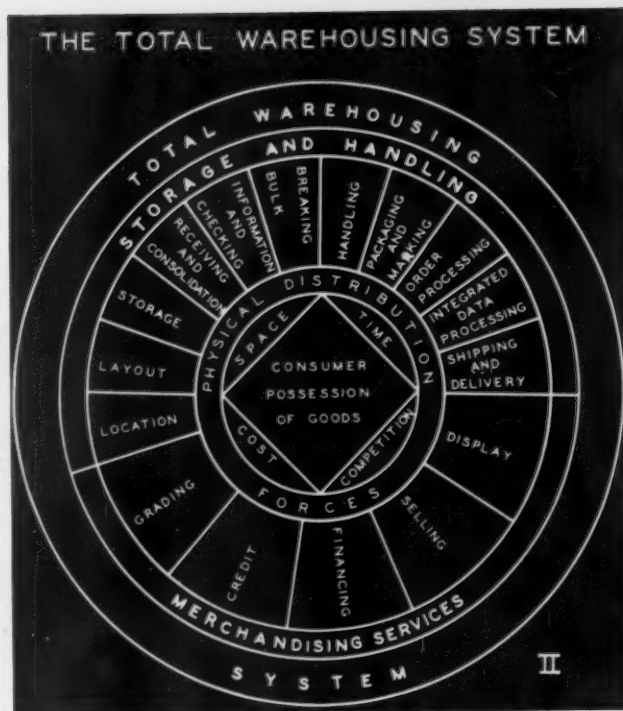 THE TOTAL WAREHOUSING SYSTEM
TOTAL WAREHOUSING
STORAGE AND HANDLING
LOCATION
LAYOUT
STORAGE
RECEIVING
AND
CONSOLIDATION
CHECKING
AND
INFORMATION
BULK
BREAKING
HANDLING
PACKAGING
AND
MARKING
ORDER
PROCESSING
INTEGRATED
DATA
PROCESSING
SHIPPING
AND
DELIVERY
PHYSICAL DISTRIBUTION
SPACE
TIME
CONSUMER
POSSESSION
OF GOODS
COST
COMPETITION
FORCES
GRADING
CREDIT
FINANCING
SELLING
DISPLAY
MERCHANDISING SERVICES
SYSTEM
II